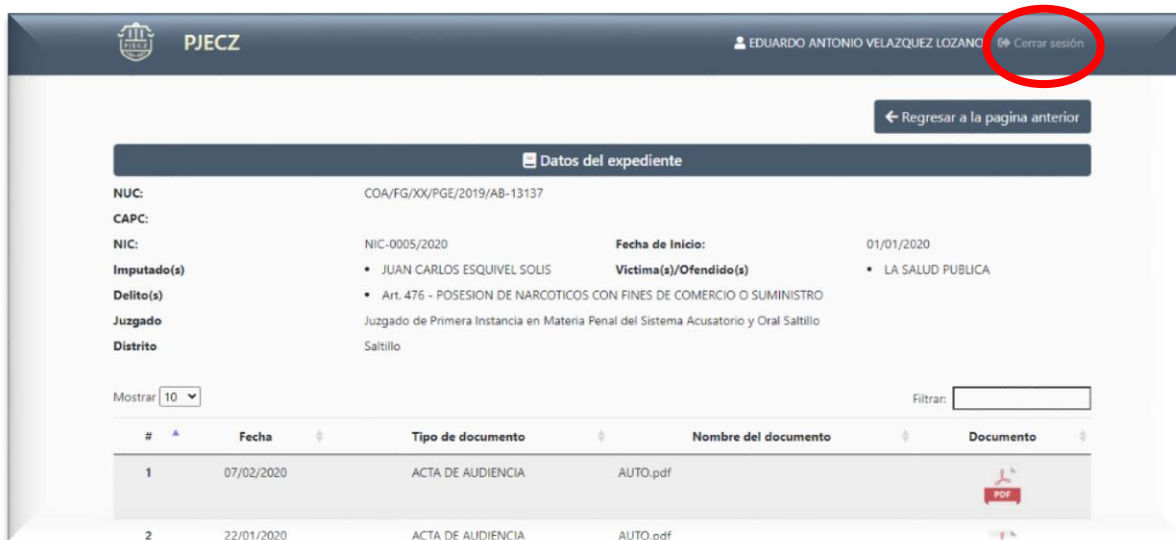 PJECZ
PJECZ EDUARDO ANTONIO VELAZQUEZ LOZANO Cerrar sesión
Regresar a la pagina anterior
Datos del expediente
NUC: COA/FG/XX/PGE/2019/AB-13137
CAPC:
NIC: NIC-0005/2020 Fecha de Inicio: 01/01/2020
Imputado(s) • JUAN CARLOS ESQUIVEL SOLIS Victima(s)/Ofendido(s) • LA SALUD PUBLICA
Delito(s) • Art. 476 - POSESION DE NARCOTICOS CON FINES DE COMERCIO O SUMINISTRO
Juzgado Juzgado de Primera Instancia en Materia Penal del Sistema Acusatorio y Oral Saltillo
Distrito Saltillo
Mostrar 10 Filtrar:
# Fecha Tipo de documento Nombre del documento Documento
1 07/02/2020 ACTA DE AUDIENCIA AUTO.pdf
PDF
2 22/01/2020 ACTA DE AUDIENCIA AUTO.pdf